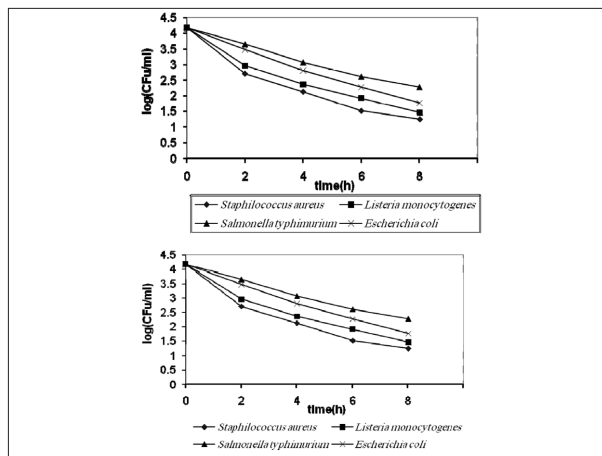 4.5
4
3.5
3
2.5
2
1.5
1
0.5
0
log(CFu/ml)
0 2 4 6 8
time(h)
Staphilococcus aureus Listeria monocytogenes
Salmonella typhimurium Escherichia coli
4.5
4
3.5
3
2.5
2
1.5
1
0.5
0
log(CFu/ml)
0 2 4 6 8
time(h)
Staphilococcus aureus Listeria monocytogenes
Salmonella typhimurium Escherichia coli